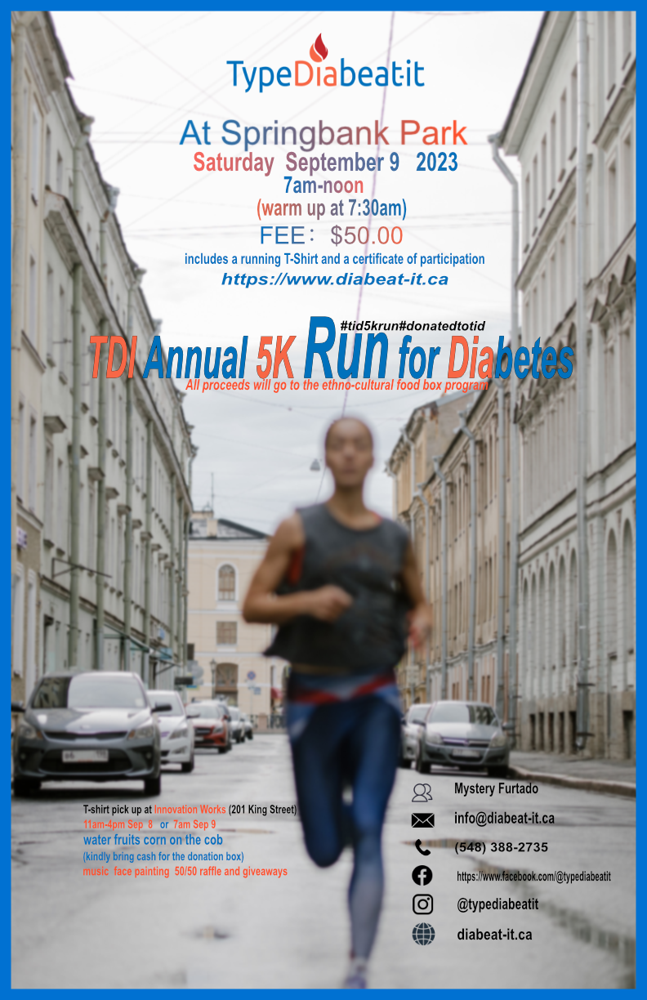 TypeDiabeat-it
At Springbank Park
Saturday September 9 2023
7am-noon
(warm up at 7:30am)
FEE: $50.00
includes a running T-Shirt and a certificate of participation
https://www.diabeat-it.ca
#tid5krun#donatedtotid
TDI Annual 5K Run for Diabetes
All proceeds will go to the ethno-cultural food box program
T-shirt pick up at Innovation Works (201 King Street)
11am-4pm Sep 8 or 7am Sep 9
water fruits corn on the cob
(kindly bring cash for the donation box)
music face painting 50/50 raffle and giveaways
Mystery Furtado
info@diabeat-it.ca
(548) 388-2735
https://www.facebook.com/@typediabeatit
@typediabeatit
diabeat-it.ca